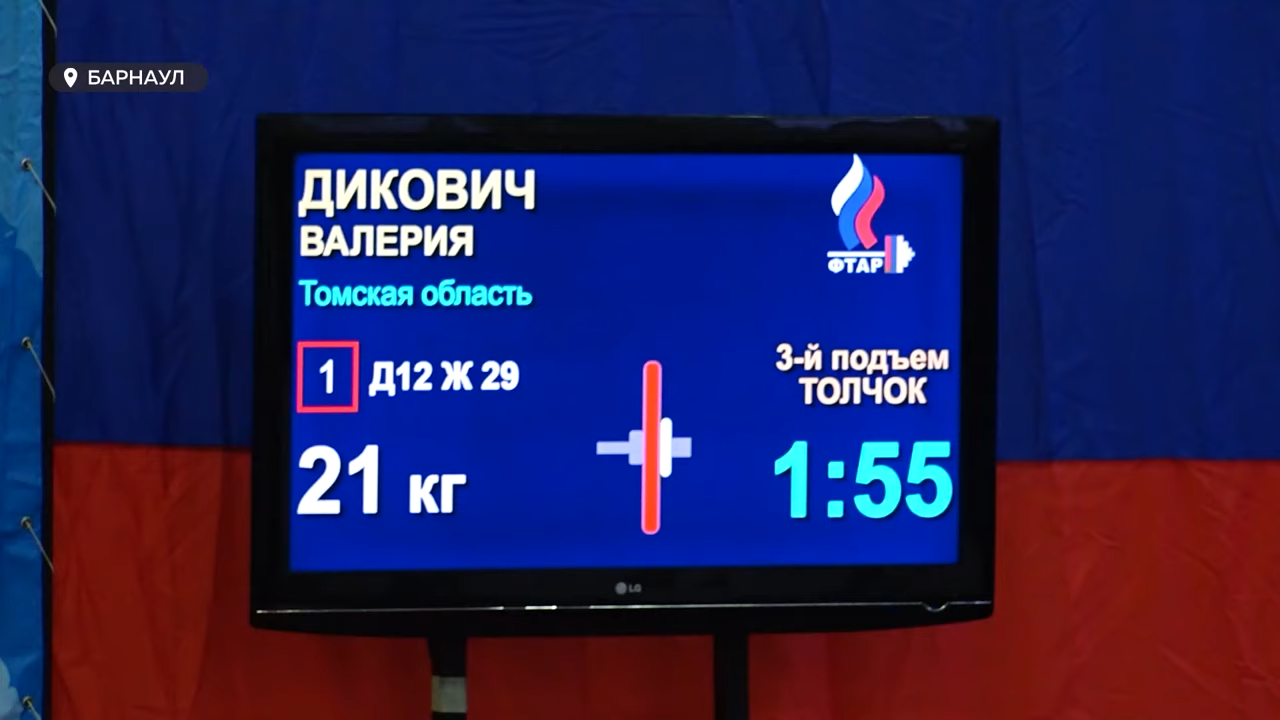 БАРНАУЛ
ДИКОВИЧ
ВАЛЕРИЯ
Томская область
ФТАР
1 Д12 Ж 29
3-й подъем
ТОЛЧОК
21 кг
1:55
LG